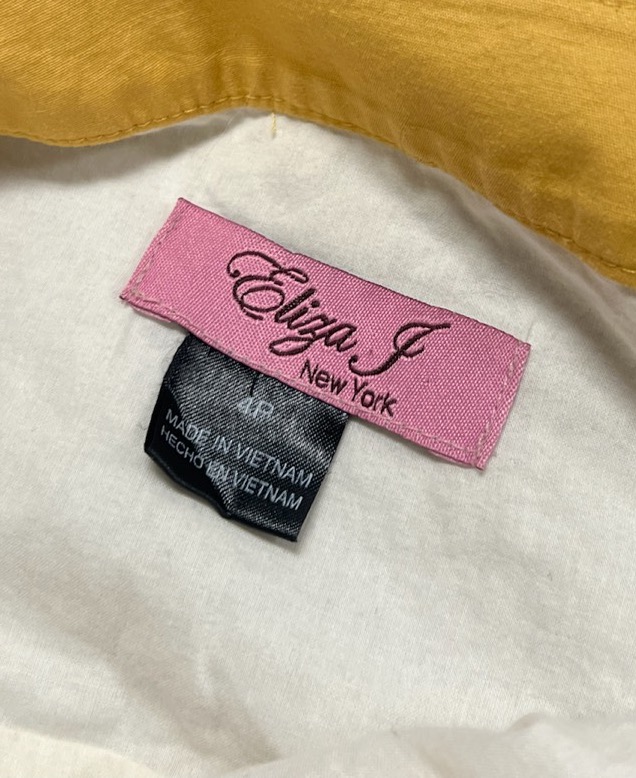 Eliza J
New York
4P
MADE IN VIETNAM
HECHO EN VIETNAM